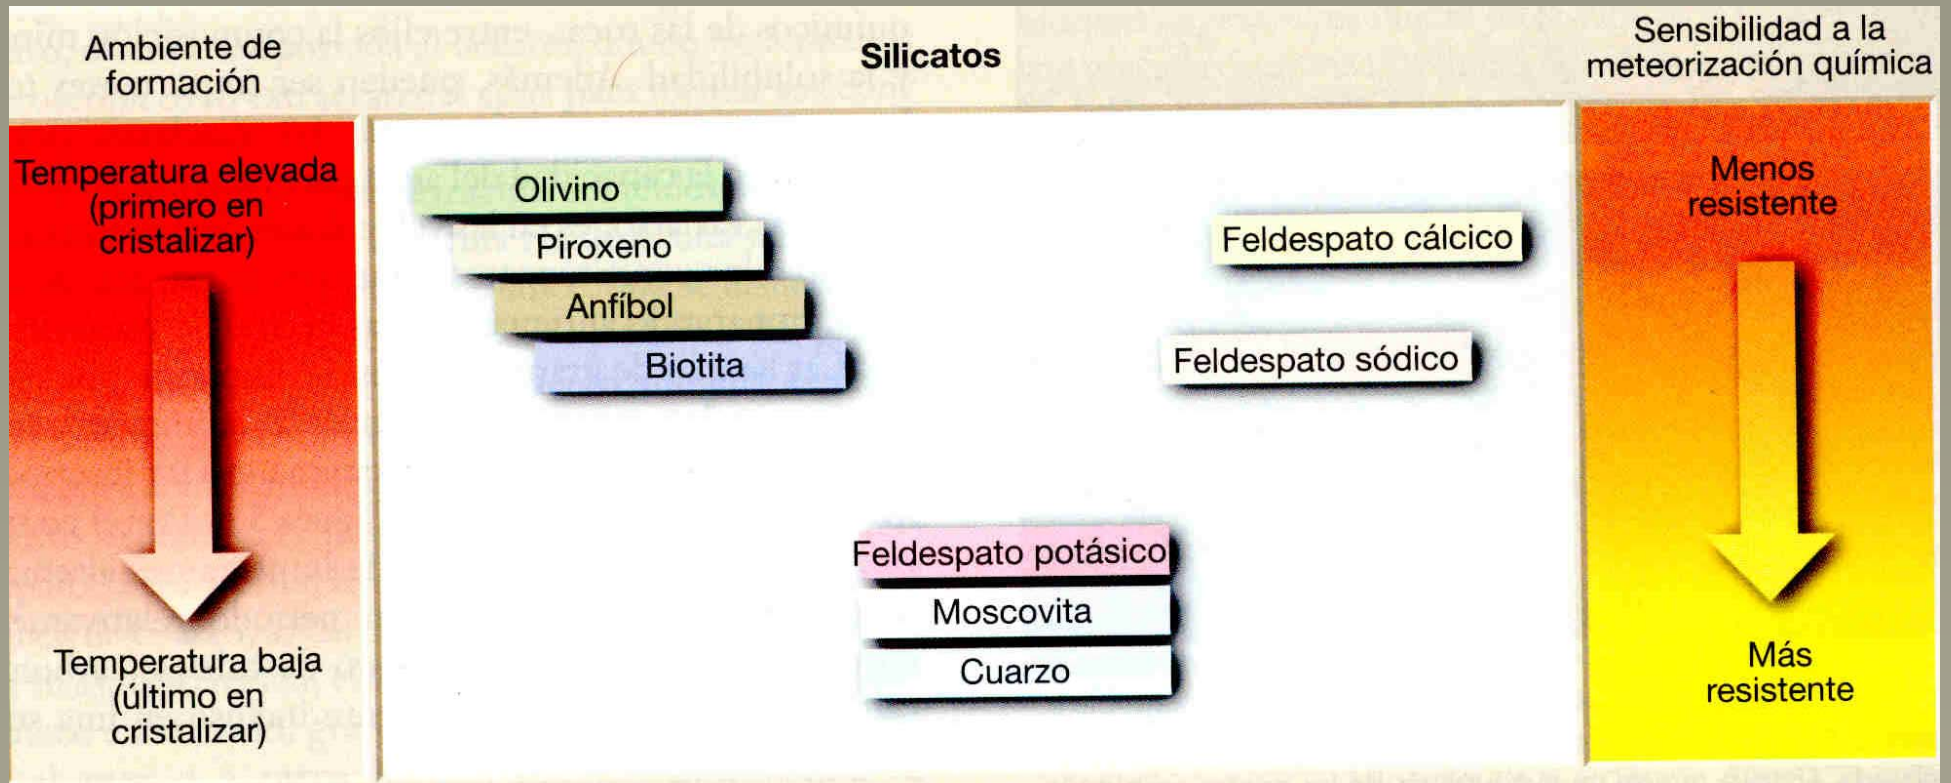 Ambiente de
formación
Silicatos
Sensibilidad a la
meteorización química
Temperatura elevada
(primero en
cristalizar)
Temperatura baja
(último en
cristalizar)
Olivino
Piroxeno
Anfíbol
Biotita
Feldespato cálcico
Feldespato sódico
Feldespato potásico
Moscovita
Cuarzo
Menos
resistente
Más
resistente